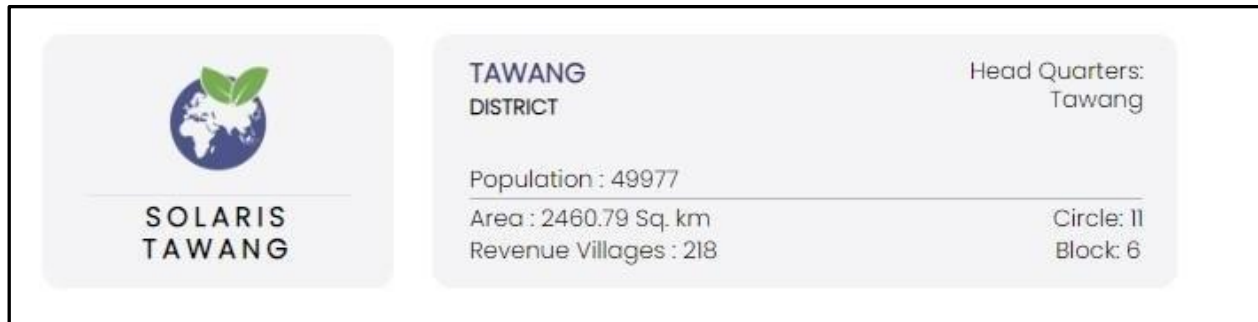 SOLARIS
TAWANG
TAWANG
DISTRICT
Head Quarters:
Tawang
Population : 49977
Area : 2460.79 Sq. km
Revenue Villages : 218
Circle: 11
Block: 6